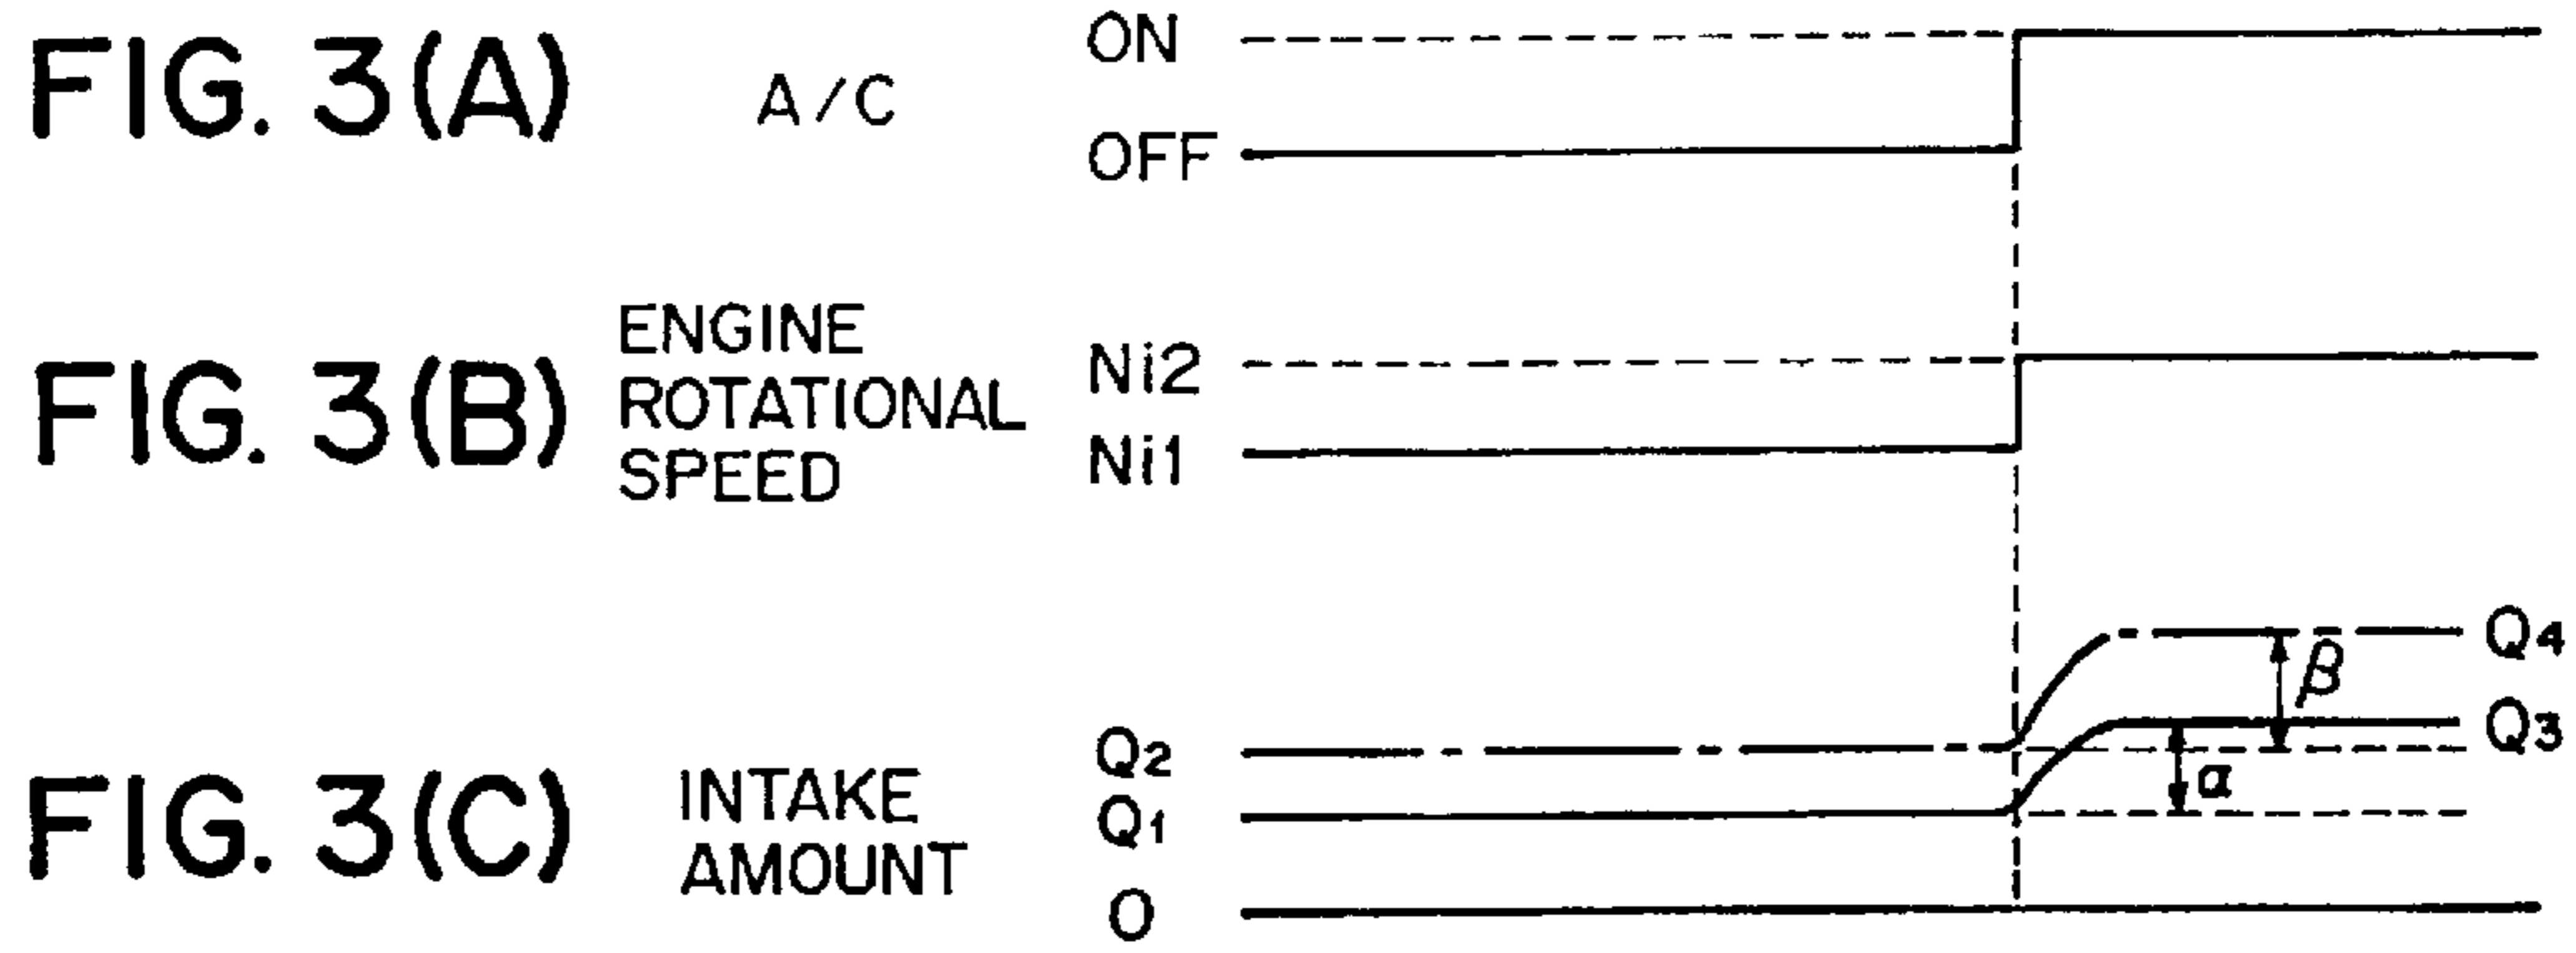 FIG. 3(A)
A/C
ON
OFF
FIG. 3(B)
ENGINE
ROTATIONAL
SPEED
Ni2
Ni1
FIG. 3(C)
INTAKE
AMOUNT
Q2
Q1
O
Q4
β
Q3
α